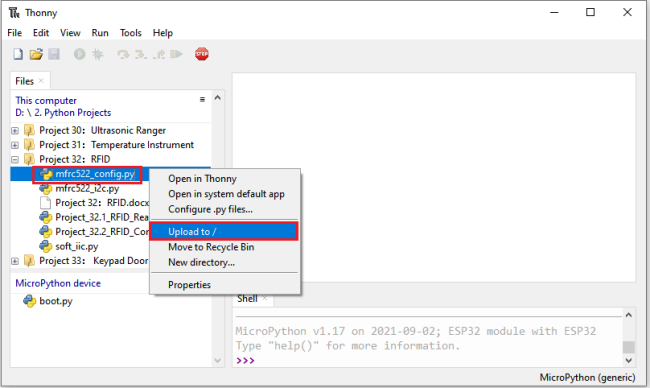 Thonny
File Edit View Run Tools Help
STOP
Files
This computer
D: \ 2. Python Projects
Project 30: Ultrasonic Ranger
Project 31: Temperature Instrument
Project 32: RFID
mfrc522_config.py
mfrc522_i2c.py
Project 32: RFID.docx
Project_32.1_RFID_Rea
Project_32.2_RFID_Con
soft_iic.py
Project 33: Keypad Door
Open in Thonny
Open in system default app
Configure .py files...
Upload to /
Move to Recycle Bin
New directory...
Properties
MicroPython device
boot.py
Shell
MicroPython v1.17 on 2021-09-02; ESP32 module with ESP32
Type "help()" for more information.
>>>
MicroPython (generic)